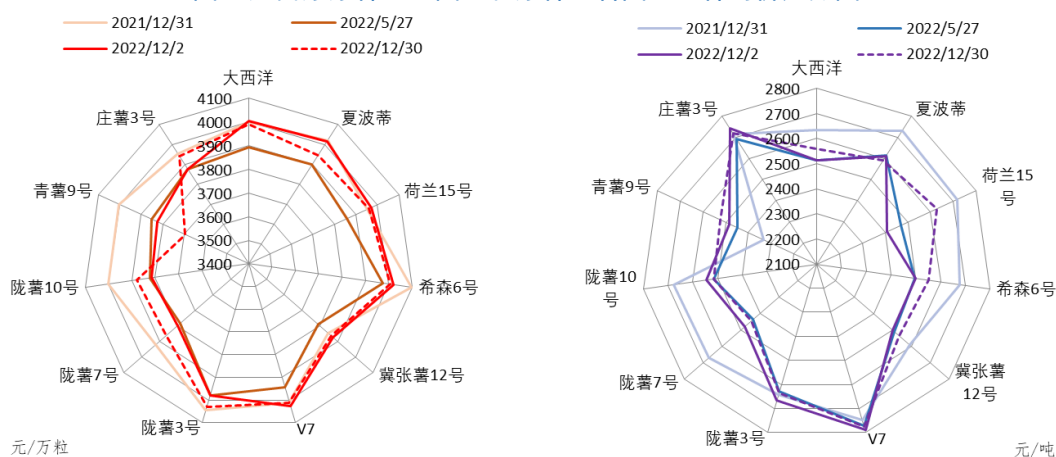 2021/12/31
2022/5/27
2022/12/2
2022/12/30
大西洋
夏波蒂
荷兰15号
希森6号
冀张薯12号
V7
陇薯3号
陇薯7号
陇薯10号
青薯9号
庄薯3号
4100
4000
3900
3800
3700
3600
3500
3400
元/万粒
2021/12/31
2022/5/27
2022/12/2
2022/12/30
大西洋
夏波蒂
荷兰15
号
希森6号
冀张薯
12号
V7
陇薯3号
陇薯7号
陇薯10
号
青薯9号
庄薯3号
2800
2700
2600
2500
2400
2300
2200
2100
元/吨